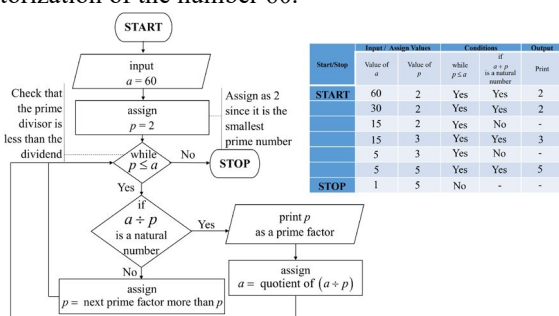 torization of the number 60.
START
input
a = 60
Check that
the prime
divisor is
less than the
dividend
assign
p = 2
Assign as 2
since it is the
smallest
prime number
while
p ≤ a
No
STOP
Yes
if
a ÷ p
is a natural
number
Yes
print p
as a prime factor
No
assign
p = next prime factor more than p
assign
a = quotient of (a ÷ p)
Start/Stop Input / Assign Values Conditions Output
Value of a Value of p while p ≤ a if a ÷ p is a natural number Print
START 60 2 Yes Yes 2
30 2 Yes Yes 2
15 2 Yes No -
15 3 Yes Yes 3
5 3 Yes No -
5 5 Yes Yes 5
STOP 1 5 No - -